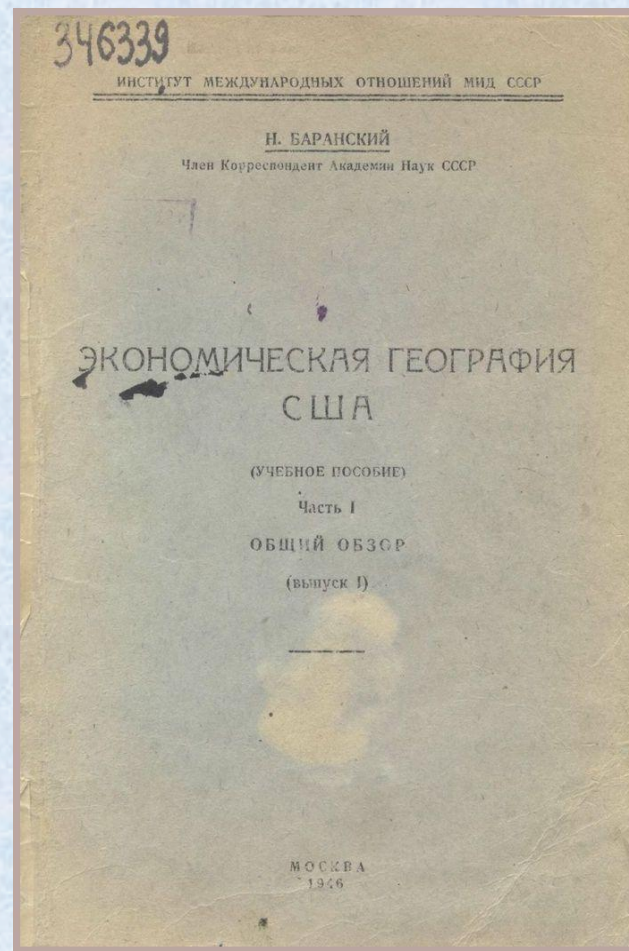 346339
ИНСТИТУТ МЕЖДУНАРОДНЫХ ОТНОШЕНИЙ МИД СССР
Н. БАРАНСКИЙ
Член Корреспондент Академии Наук СССР
ЭКОНОМИЧЕСКАЯ ГЕОГРАФИЯ
США
(УЧЕБНОЕ ПОСОБИЕ)
Часть I
ОБЩИЙ ОБЗОР
(выпуск I)
МОСКВА
1946